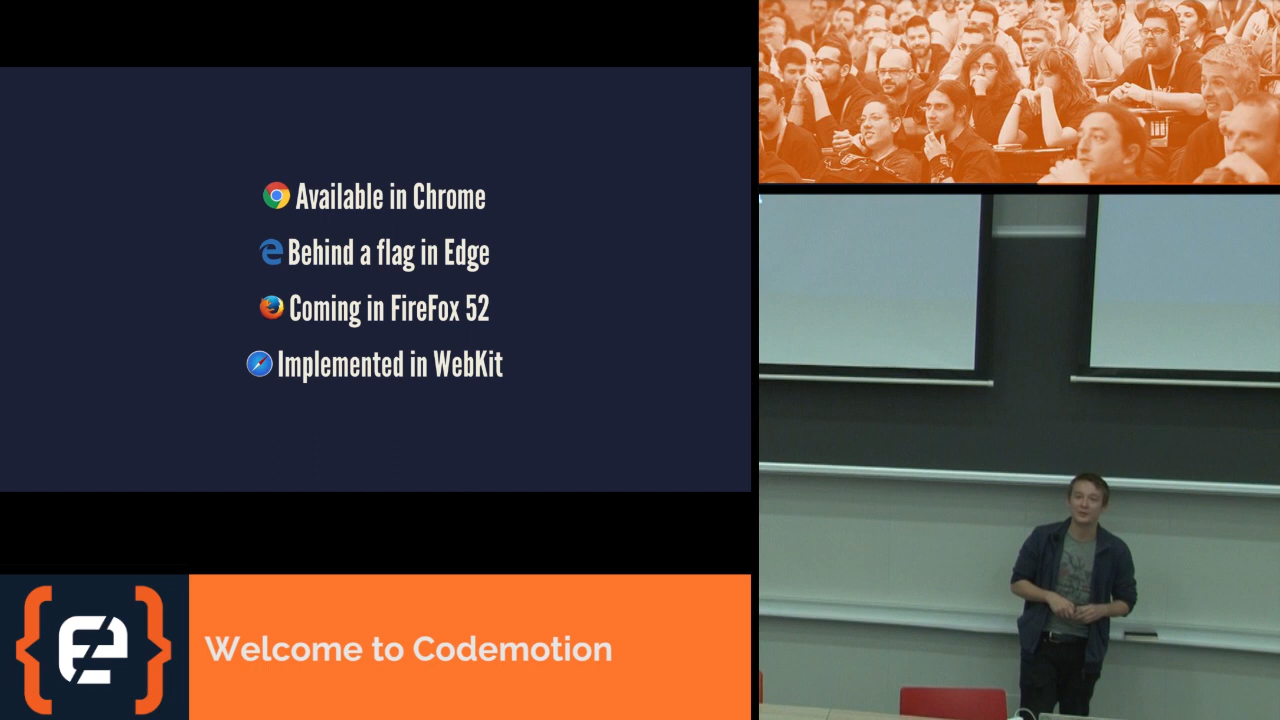 Available in Chrome
Behind a flag in Edge
Coming in FireFox 52
Implemented in WebKit
Welcome to Codemotion